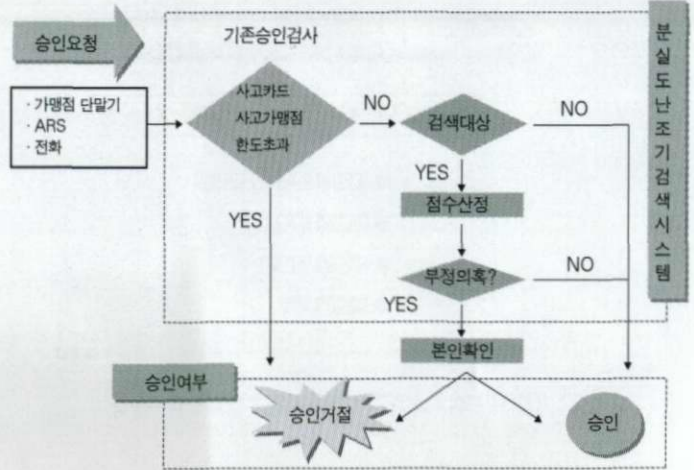 승인요청
· 가맹점 단말기
· ARS
· 전화
기존승인검사
사고카드
사고가맹점
한도초과
NO
검색대상
NO
YES
점수산정
YES
부정의혹?
NO
YES
본인확인
분실도난조기검색시스템
승인여부
승인거절
승인